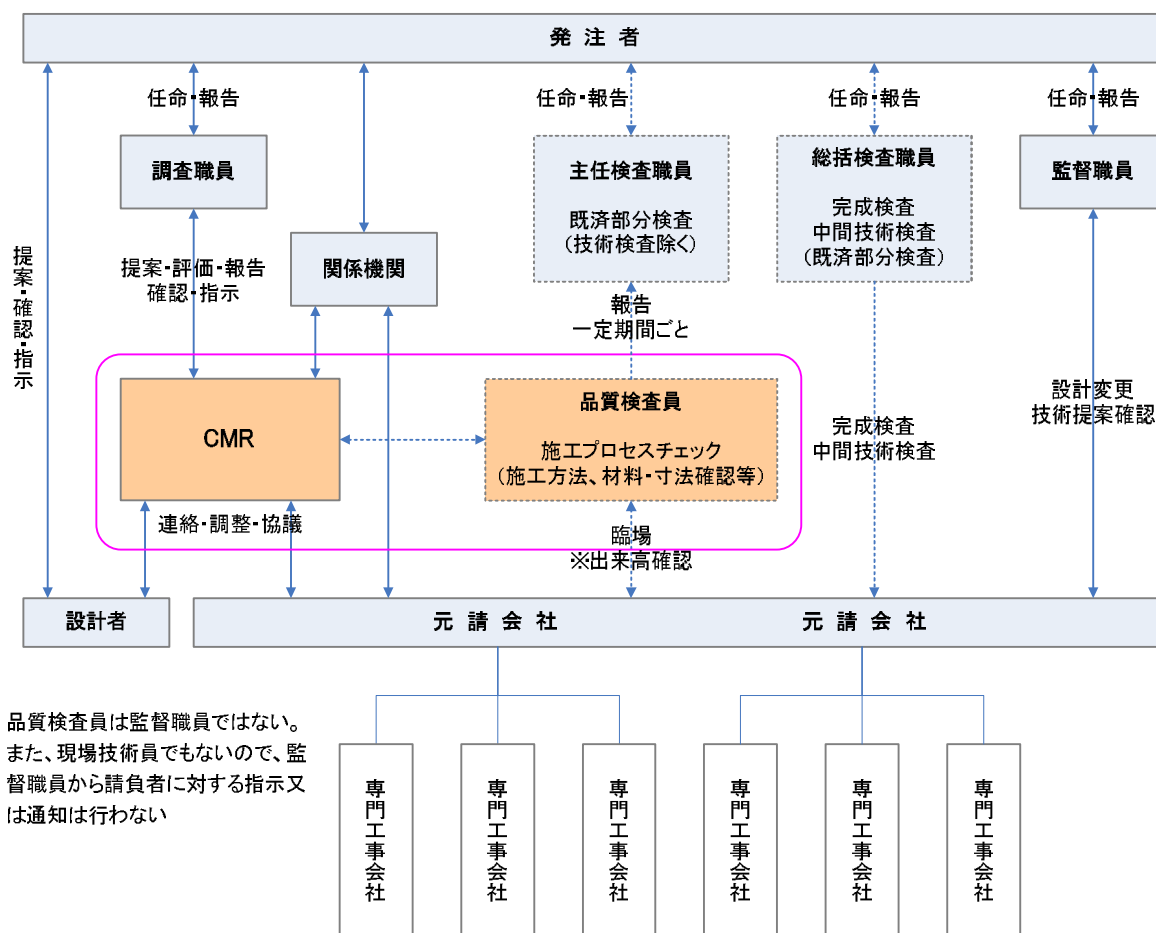 発 注 者
任命・報告
任命・報告
任命・報告
任命・報告
調査職員
主任検査職員
既済部分検査
(技術検査除く)
総括検査職員
完成検査
中間技術検査
(既済部分検査)
監督職員
提案・確認・指示
提案・評価・報告
確認・指示
関係機関
報告
一定期間ごと
CMR
品質検査員
施工プロセスチェック
(施工方法、材料・寸法確認等)
完成検査
中間技術検査
設計変更
技術提案確認
連絡・調整・協議
臨場
※出来高確認
設計者
元 請 会 社
元 請 会 社
品質検査員は監督職員ではない。
また、現場技術員でもないので、監
督職員から請負者に対する指示又
は通知は行わない
専門工事会社
専門工事会社
専門工事会社
専門工事会社
専門工事会社
専門工事会社